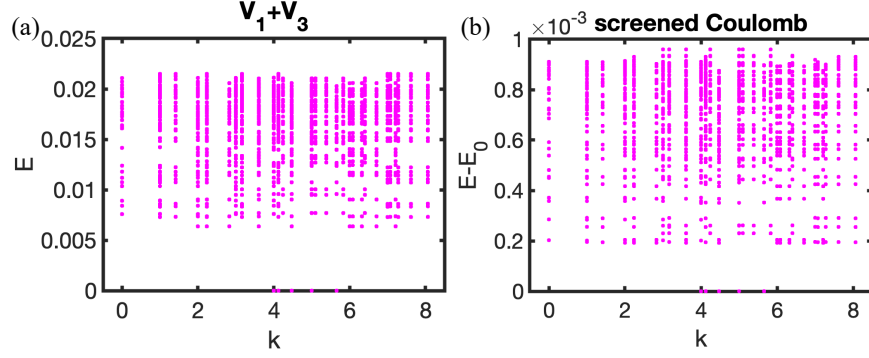 (a)
V₁+V₃
0.025
0.02
0.015
0.01
0.005
0
E
0 2 4 6 8
k
(b)
×10⁻³
screened Coulomb
1
0.8
0.6
0.4
0.2
0
E-E₀
0 2 4 6 8
k